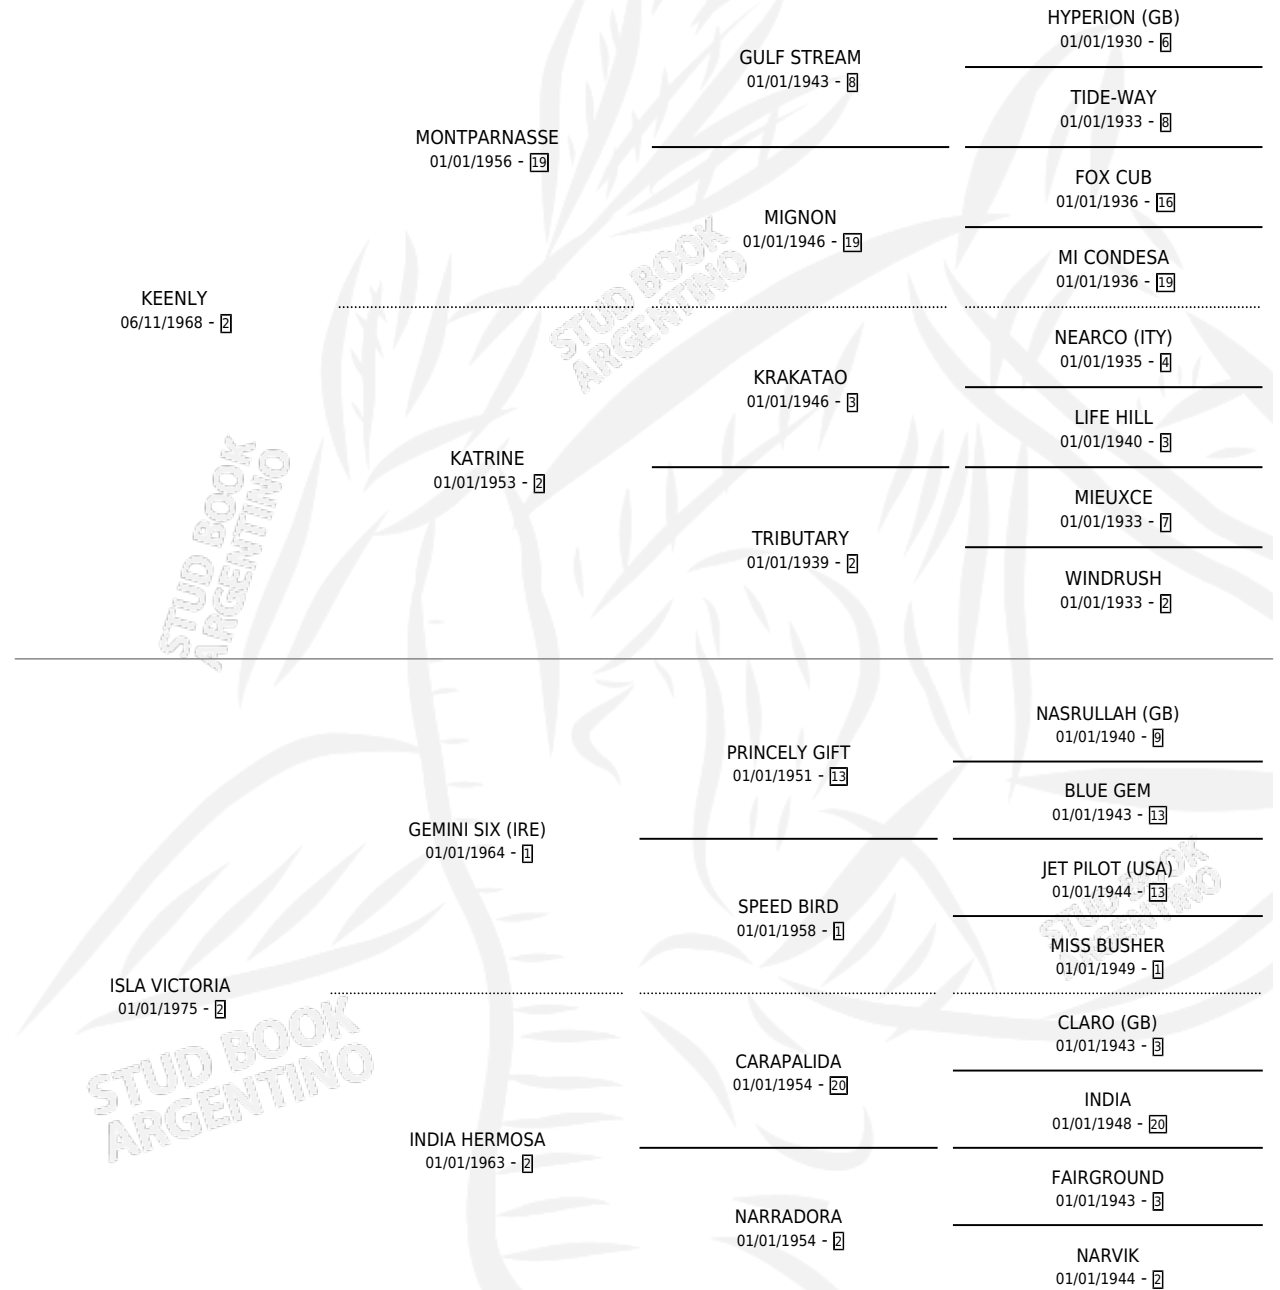 HYPERION (GB)
01/01/1930 - 6
GULF STREAM
01/01/1943 - 8
TIDE-WAY
01/01/1933 - 8
MONTPARNASSE
01/01/1956 - 19
FOX CUB
01/01/1936 - 16
MIGNON
01/01/1946 - 19
MI CONDESA
01/01/1936 - 19
KEENLY
06/11/1968 - 2
NEARCO (ITY)
01/01/1935 - 4
KRAKATAO
01/01/1946 - 3
LIFE HILL
01/01/1940 - 3
KATRINE
01/01/1953 - 2
MIEUXCE
01/01/1933 - 7
TRIBUTARY
01/01/1939 - 2
WINDRUSH
01/01/1933 - 2
NASRULLAH (GB)
01/01/1940 - 9
PRINCELY GIFT
01/01/1951 - 13
BLUE GEM
01/01/1943 - 13
GEMINI SIX (IRE)
01/01/1964 - 1
JET PILOT (USA)
01/01/1944 - 13
SPEED BIRD
01/01/1958 - 1
MISS BUSHER
01/01/1949 - 1
ISLA VICTORIA
01/01/1975 - 2
CLARO (GB)
01/01/1943 - 3
CARAPALIDA
01/01/1954 - 20
INDIA
01/01/1948 - 20
INDIA HERMOSA
01/01/1963 - 2
FAIRGROUND
01/01/1943 - 3
NARRADORA
01/01/1954 - 2
NARVIK
01/01/1944 - 2
STUD BOOK
ARGENTINO
STUD BOOK
ARGENTINO
STUD BOOK
ARGENTINO
STUD BOOK
ARGENTINO